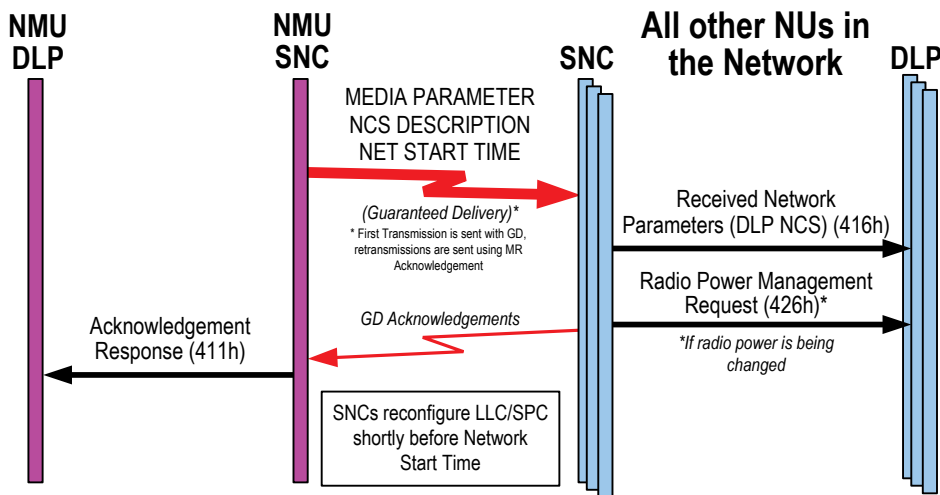 NMU
DLP
NMU
SNC
SNC
All other NUs in
the Network
DLP
MEDIA PARAMETER
NCS DESCRIPTION
NET START TIME
(Guaranteed Delivery)*
* First Transmission is sent with GD,
retransmissions are sent using MR
Acknowledgement
Received Network
Parameters (DLP NCS) (416h)
Radio Power Management
Request (426h)*
*If radio power is being
changed
GD Acknowledgements
Acknowledgement
Response (411h)
SNCs reconfigure LLC/SPC
shortly before Network
Start Time